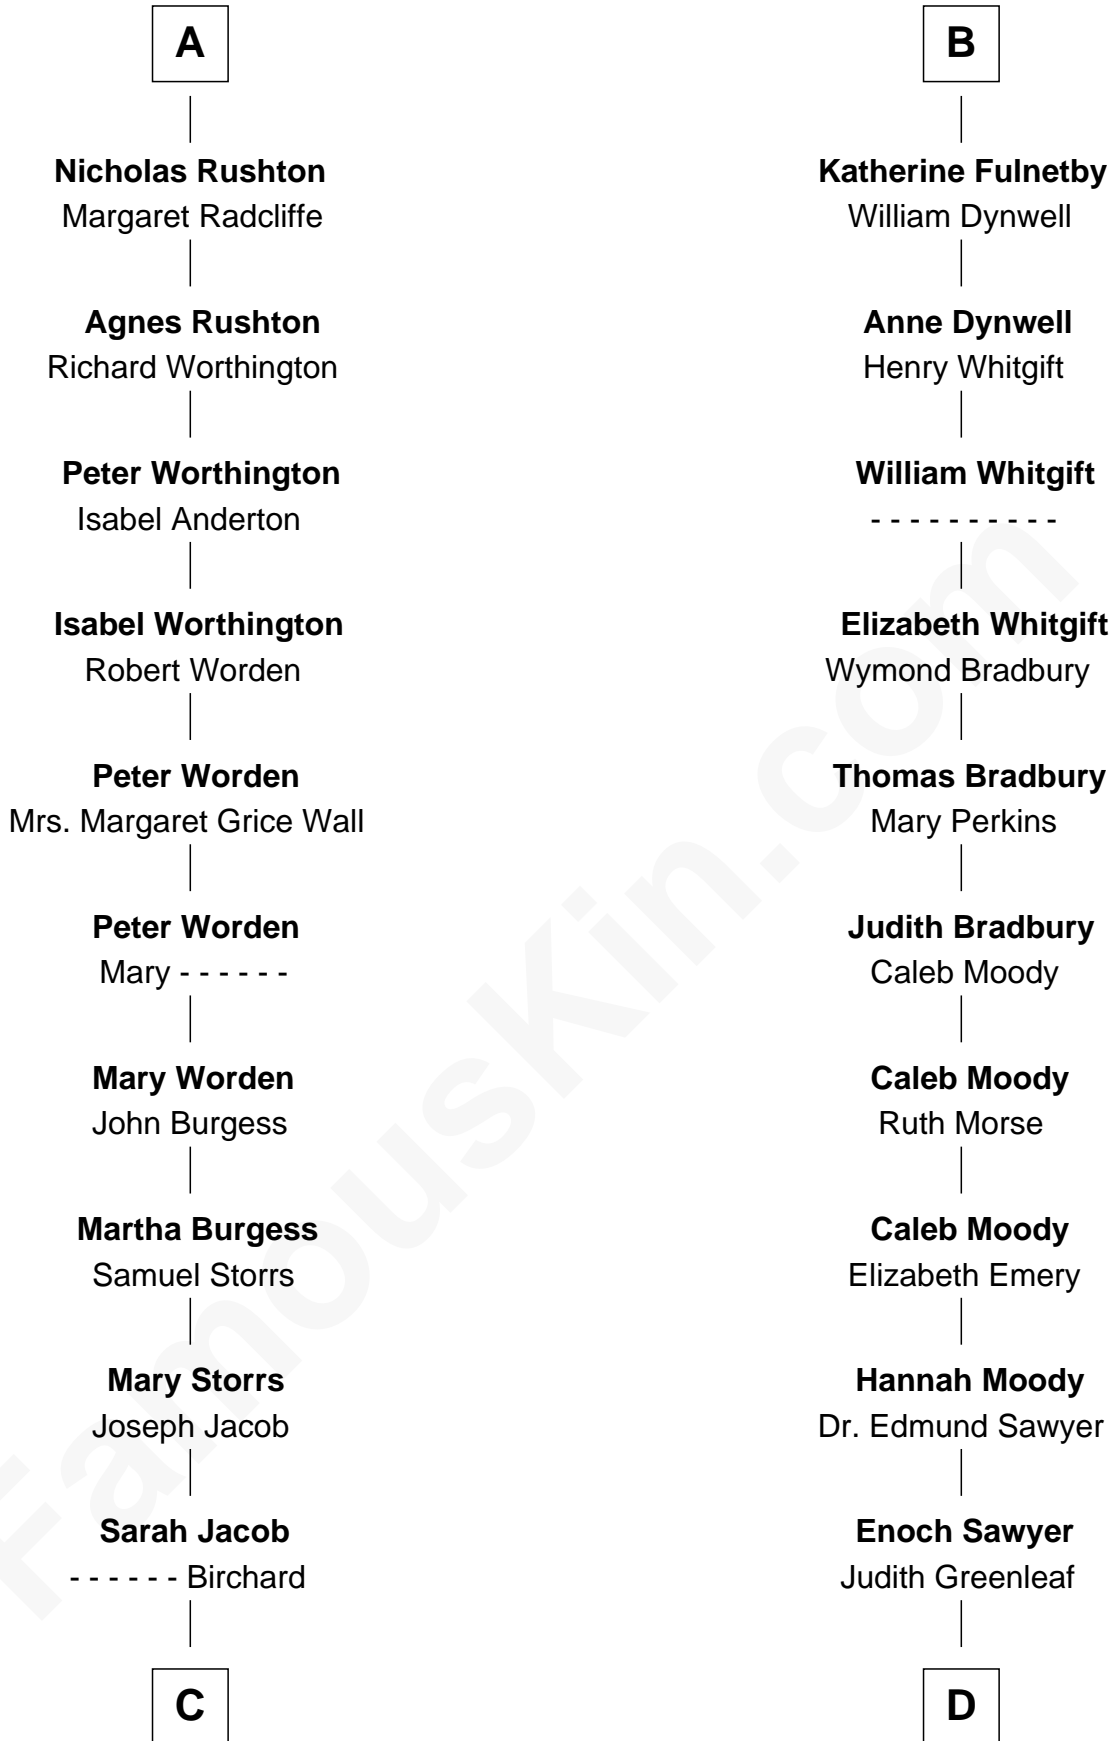 A
Nicholas Rushton
Margaret Radcliffe
Agnes Rushton
Richard Worthington
Peter Worthington
Isabel Anderton
Isabel Worthington
Robert Worden
Peter Worden
Mrs. Margaret Grice Wall
Peter Worden
Mary - - - - - -
Mary Worden
John Burgess
Martha Burgess
Samuel Storrs
Mary Storrs
Joseph Jacob
Sarah Jacob
- - - - - - Birchard
C
B
Katherine Fulnetby
William Dynwell
Anne Dynwell
Henry Whitgift
William Whitgift
- - - - - - - - - -
Elizabeth Whitgift
Wymond Bradbury
Thomas Bradbury
Mary Perkins
Judith Bradbury
Caleb Moody
Caleb Moody
Ruth Morse
Caleb Moody
Elizabeth Emery
Hannah Moody
Dr. Edmund Sawyer
Enoch Sawyer
Judith Greenleaf
D
FamousKin.com